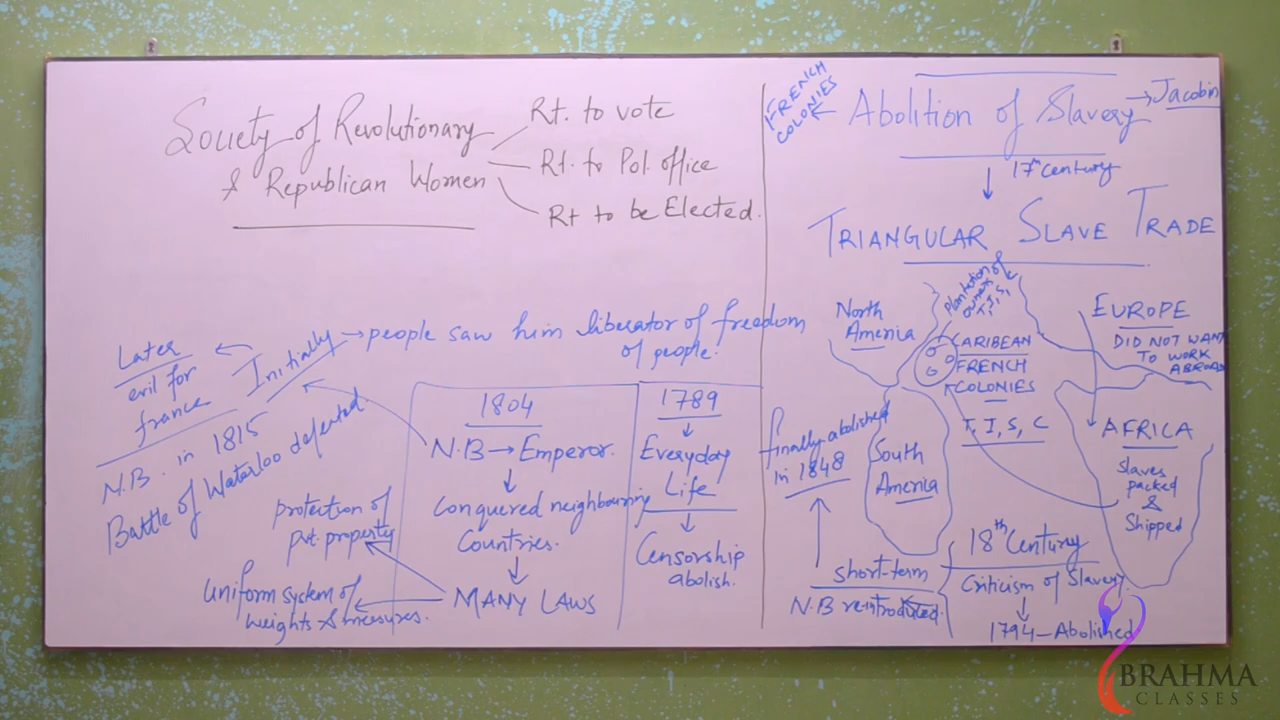 Society of Revolutionary
& Republican Women
Rt. to vote
Rt. to Pol. office
Rt to be Elected.
Initially → people saw him liberator of freedom
of people.
Later
evil for
france
N.B. in 1815
Battle of Waterloo defeated.
1804
N.B → Emperor.
Conquered neighbouring
Countries.
MANY LAWS
protection of
pvt. property
Uniform system of
weights & mesures.
1789
Everyday
Life
Censorship
abolish.
FRENCH
COLONIES
Abolition of Slavery → Jacobin
17th Century
TRIANGULAR SLAVE TRADE
Plantation
owners of
T, J, S,
North
America
CARIBEAN
FRENCH
COLONIES
T, J, S, C
EUROPE
DID NOT WANT
TO WORK
ABROAD
AFRICA
Slaves
packed
&
Shipped
South
America
finally abolished
in 1848
short-term
N.B reintroduced.
18th Century
Criticism of Slavery
1794 – Abolished
BRAHMA
CLASSES